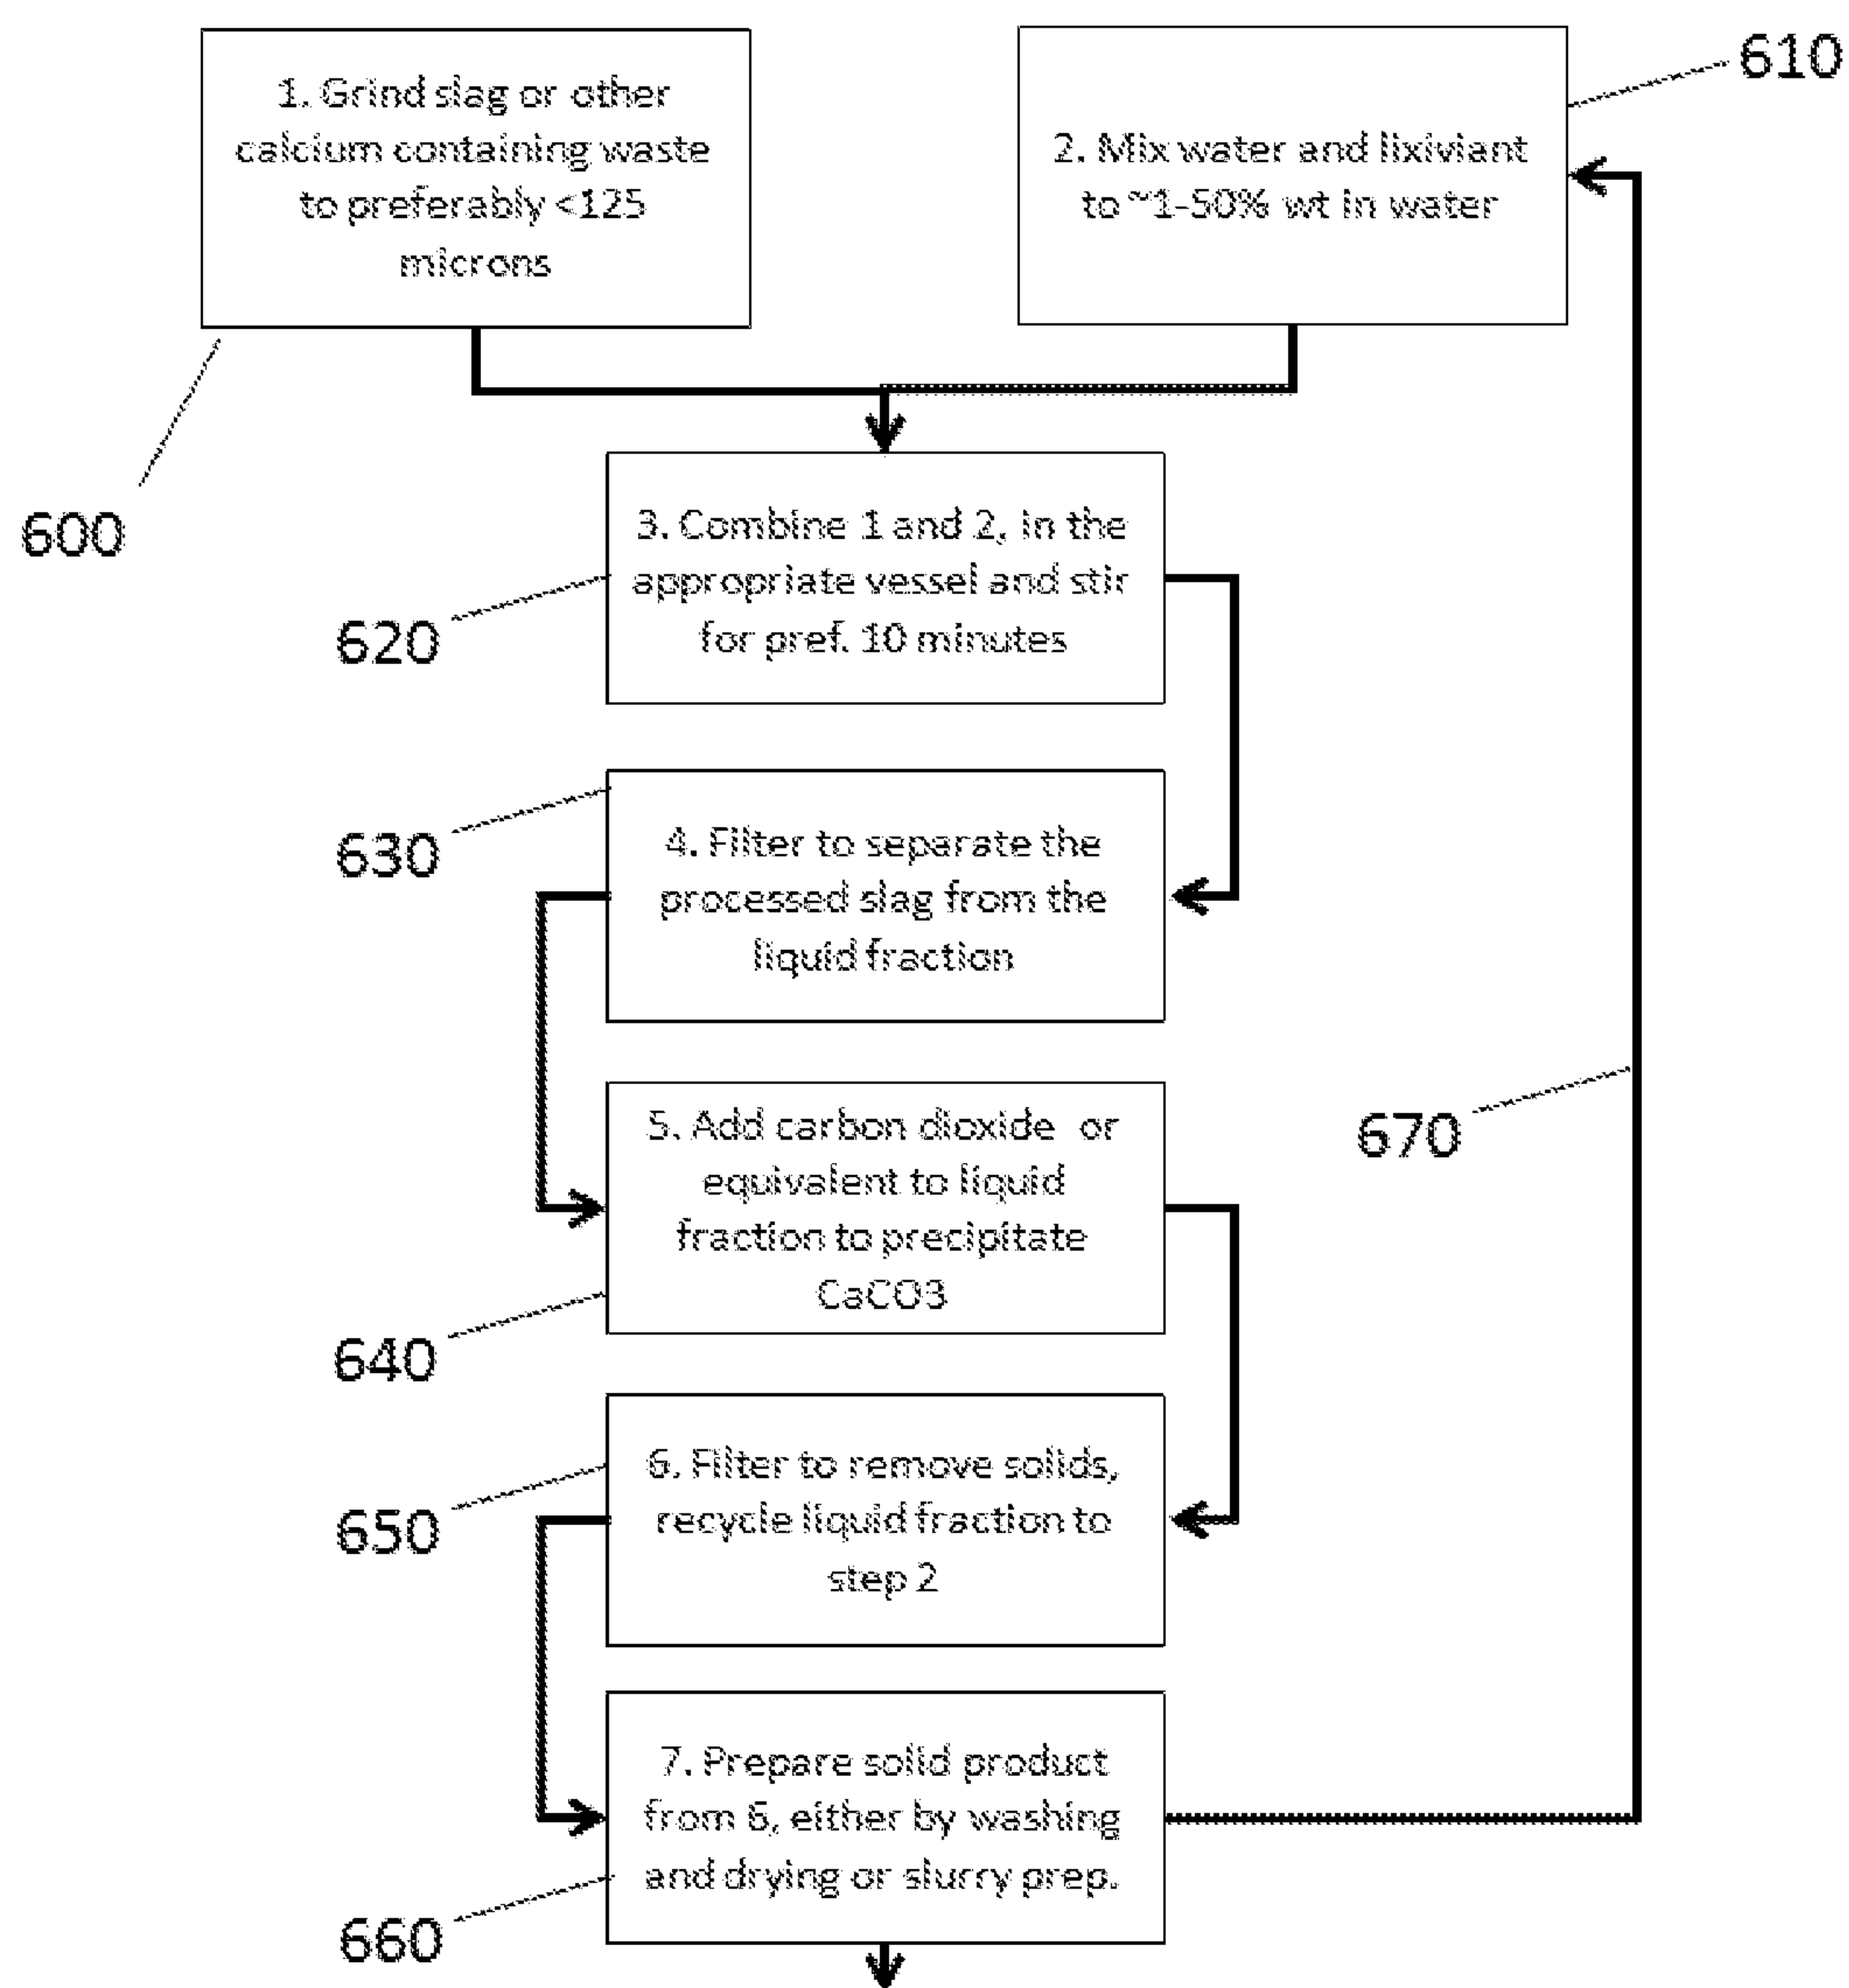 1. Grind slag or other
calcium containing waste
to preferably <125
microns
600
2. Mix water and lixiviant
to ~1-50% wt in water
610
3. Combine 1 and 2, in the
appropriate vessel and stir
for pref. 10 minutes
620
4. Filter to separate the
processed slag from the
liquid fraction
630
5. Add carbon dioxide or
equivalent to liquid
fraction to precipitate
CaCO3
640
670
6. Filter to remove solids,
recycle liquid fraction to
step 2
650
7. Prepare solid product
from 6, either by washing
and drying or slurry prep.
660